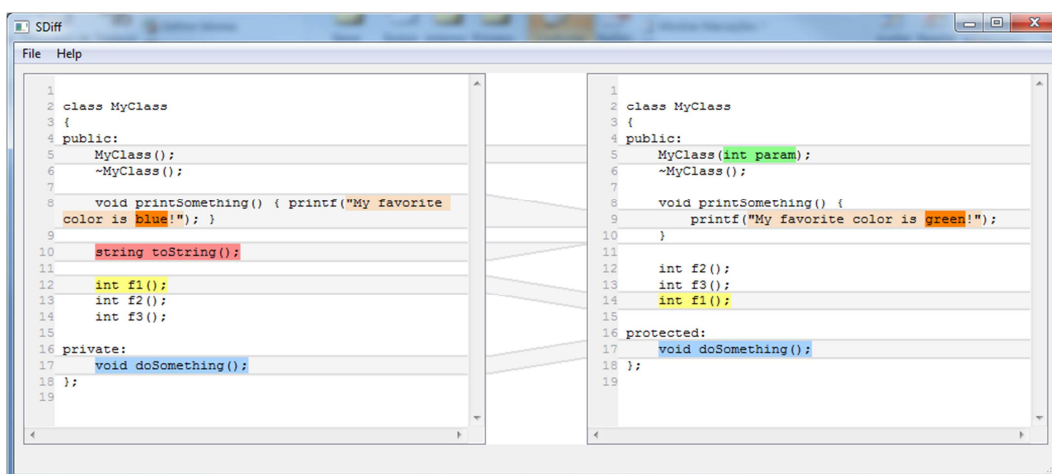 SDiff
File Help
1
2 class MyClass
3 {
4 public:
5 MyClass();
6 ~MyClass();
7
8 void printSomething() { printf("My favorite
color is blue!"); }
9
10 string toString();
11
12 int f1();
13 int f2();
14 int f3();
15
16 private:
17 void doSomething();
18 };
19
1
2 class MyClass
3 {
4 public:
5 MyClass(int param);
6 ~MyClass();
7
8 void printSomething() {
9 printf("My favorite color is green!");
10 }
11
12 int f2();
13 int f3();
14 int f1();
15
16 protected:
17 void doSomething();
18 };
19